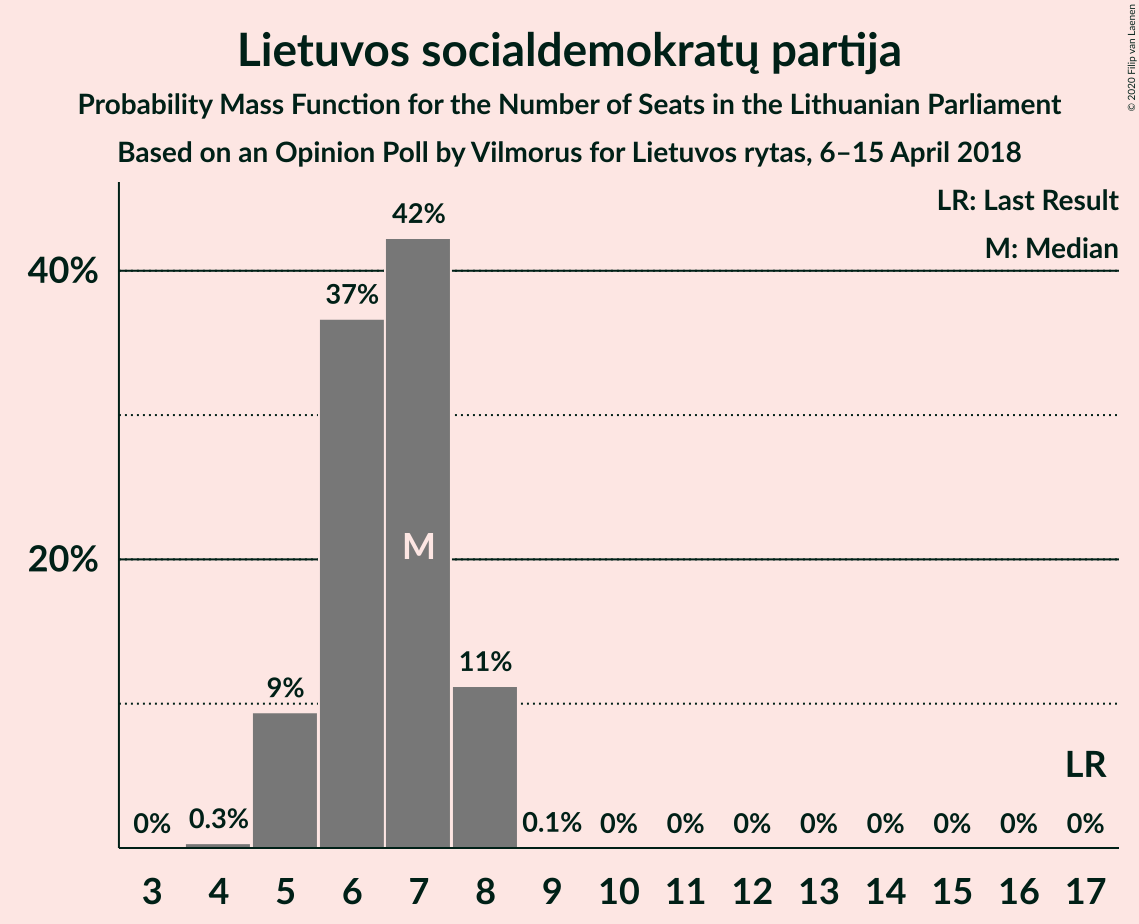 Lietuvos socialdemokratų partija
Probability Mass Function for the Number of Seats in the Lithuanian Parliament
Based on an Opinion Poll by Vilmorus for Lietuvos rytas, 6–15 April 2018
© 2020 Filip van Laenen
LR: Last Result
M: Median
40%
20%
0%
0.3%
9%
37%
42%
M
11%
0.1%
0%
0%
0%
0%
0%
0%
0%
LR
0%
3 4 5 6 7 8 9 10 11 12 13 14 15 16 17